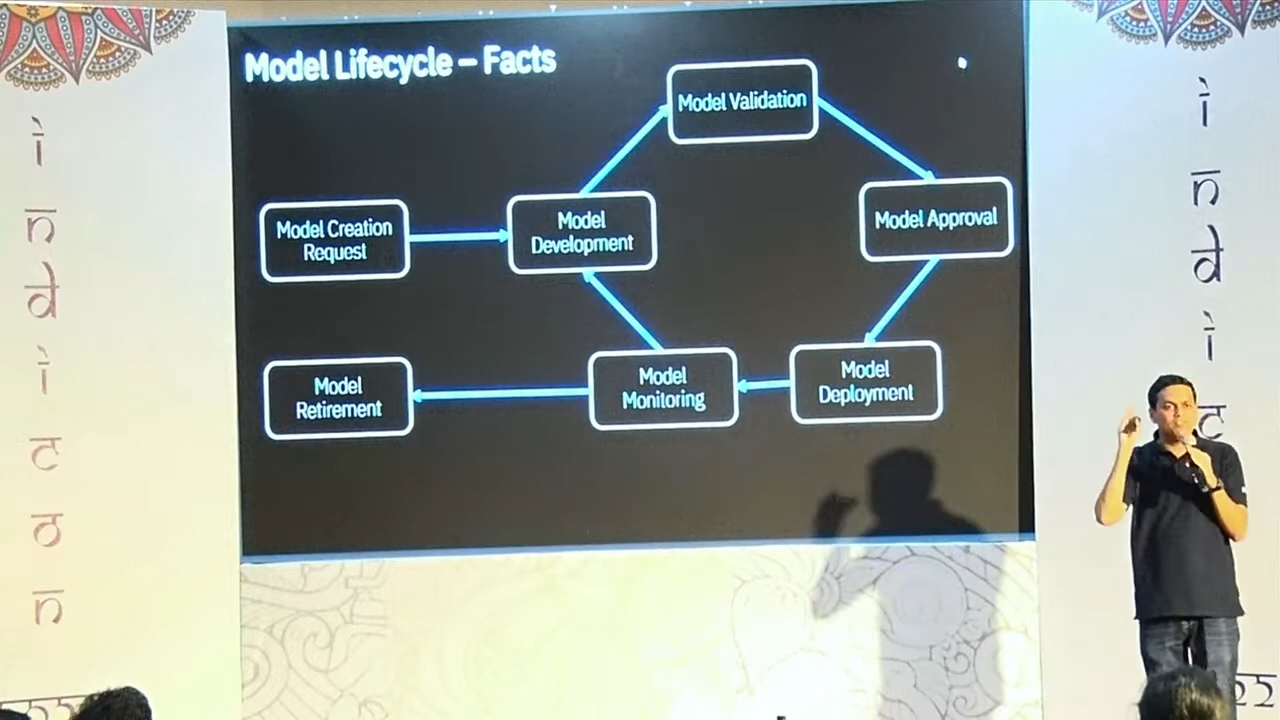 Model Lifecycle – Facts
Model Validation
Model Creation
Request
Model
Development
Model Approval
Model
Retirement
Model
Monitoring
Model
Deployment